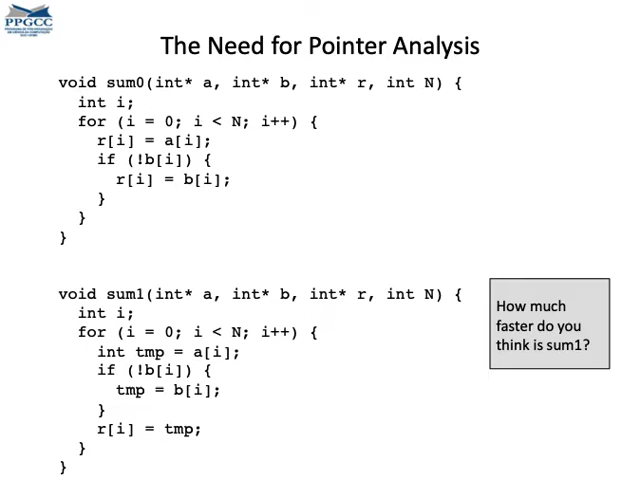 PPGCC
The Need for Pointer Analysis
void sum0(int* a, int* b, int* r, int N) {
  int i;
  for (i = 0; i < N; i++) {
    r[i] = a[i];
    if (!b[i]) {
      r[i] = b[i];
    }
  }
}
void sum1(int* a, int* b, int* r, int N) {
  int i;
  for (i = 0; i < N; i++) {
    int tmp = a[i];
    if (!b[i]) {
      tmp = b[i];
    }
    r[i] = tmp;
  }
}
How much
faster do you
think is sum1?